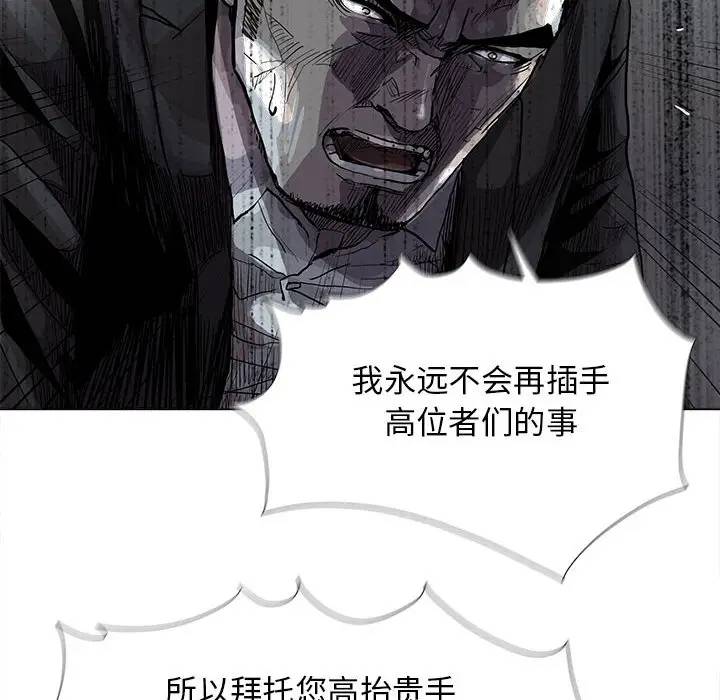 我永远不会再插手
高位者们的事
所以拜托您高抬贵手